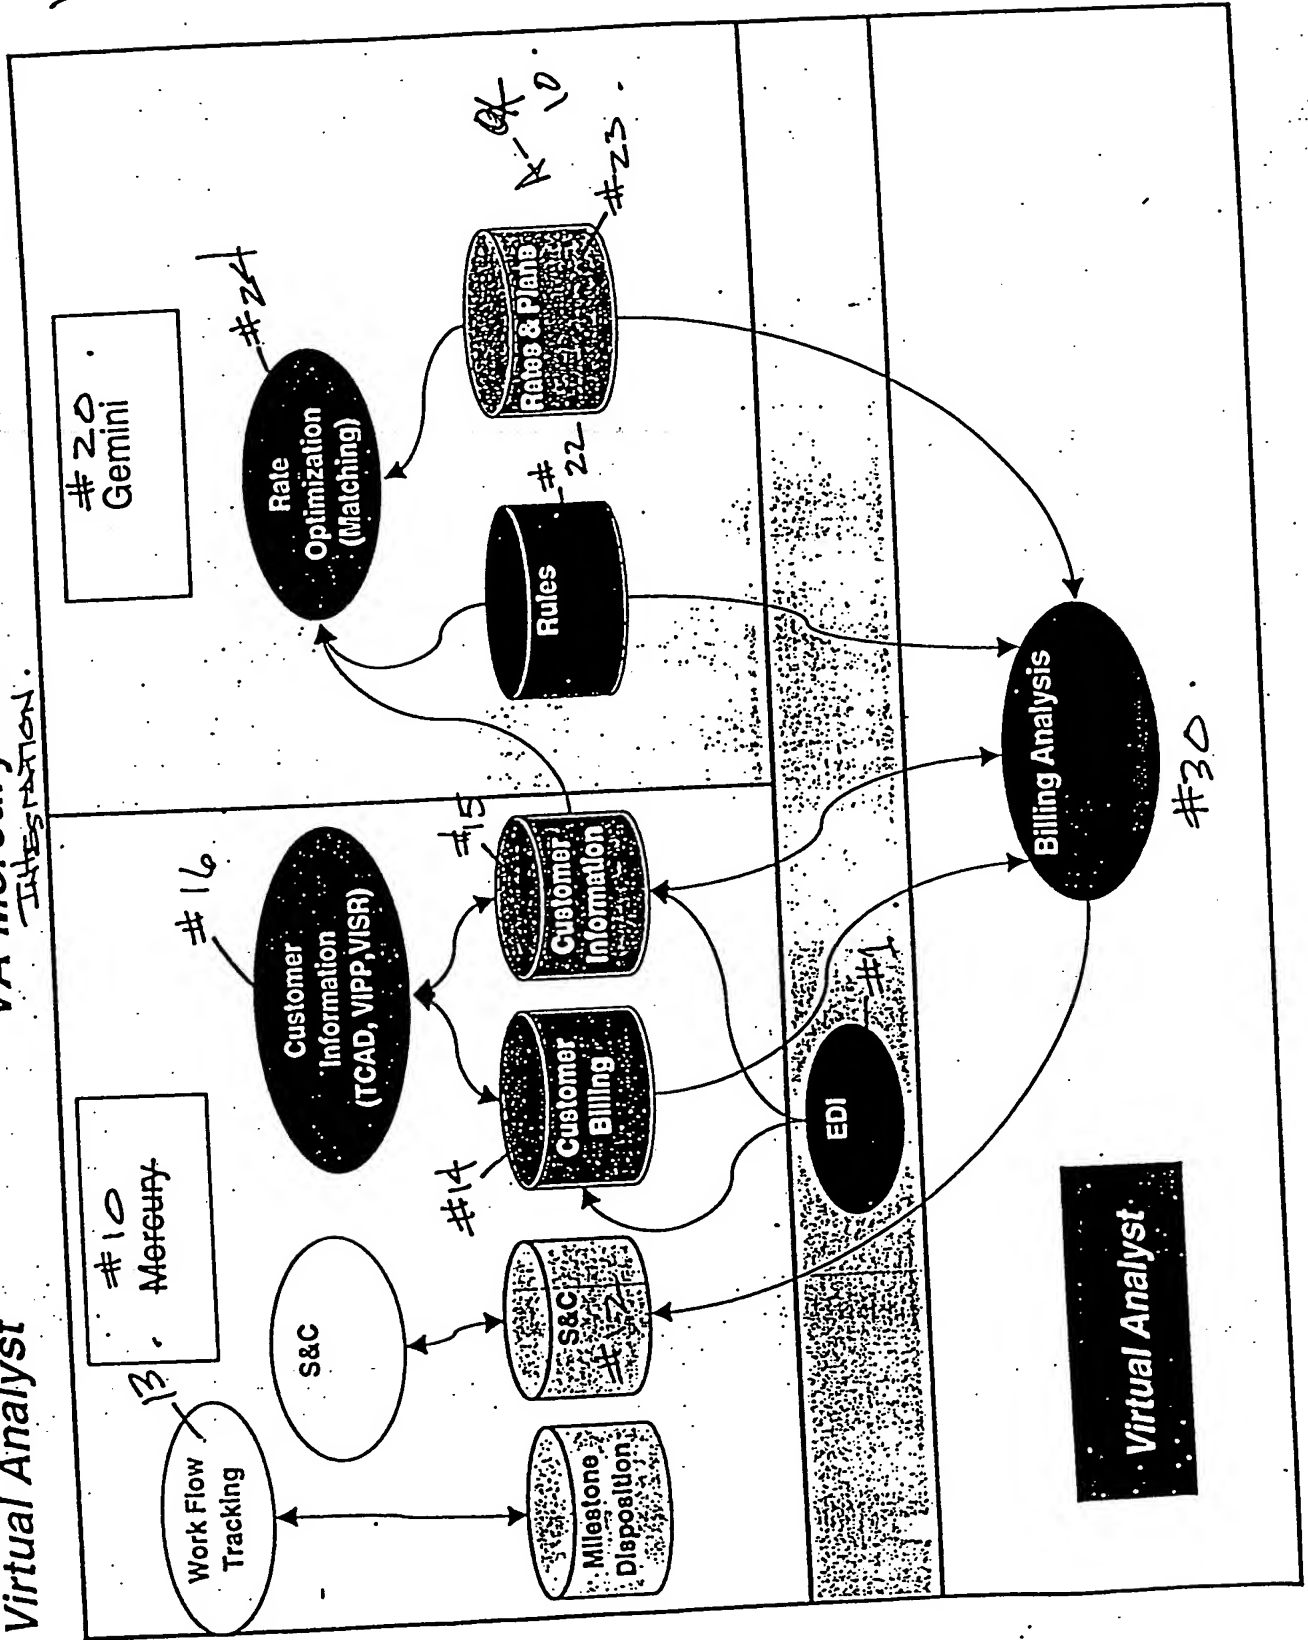 Virtual Analyst
INTEGRATION.
#10
Mercury
#20
Gemini
13
Work Flow
Tracking
S&C
#16
Customer
Information
(TCAD, VIPP, VISR)
#24
Rate
Optimization
(Matching)
Milestone
Disposition
S&C
#12
#14
Customer
Billing
#15
Customer
Information
Rules
#22
Rates & Plans
#23
EDI
#1
Billing Analysis
#30
Virtual Analyst